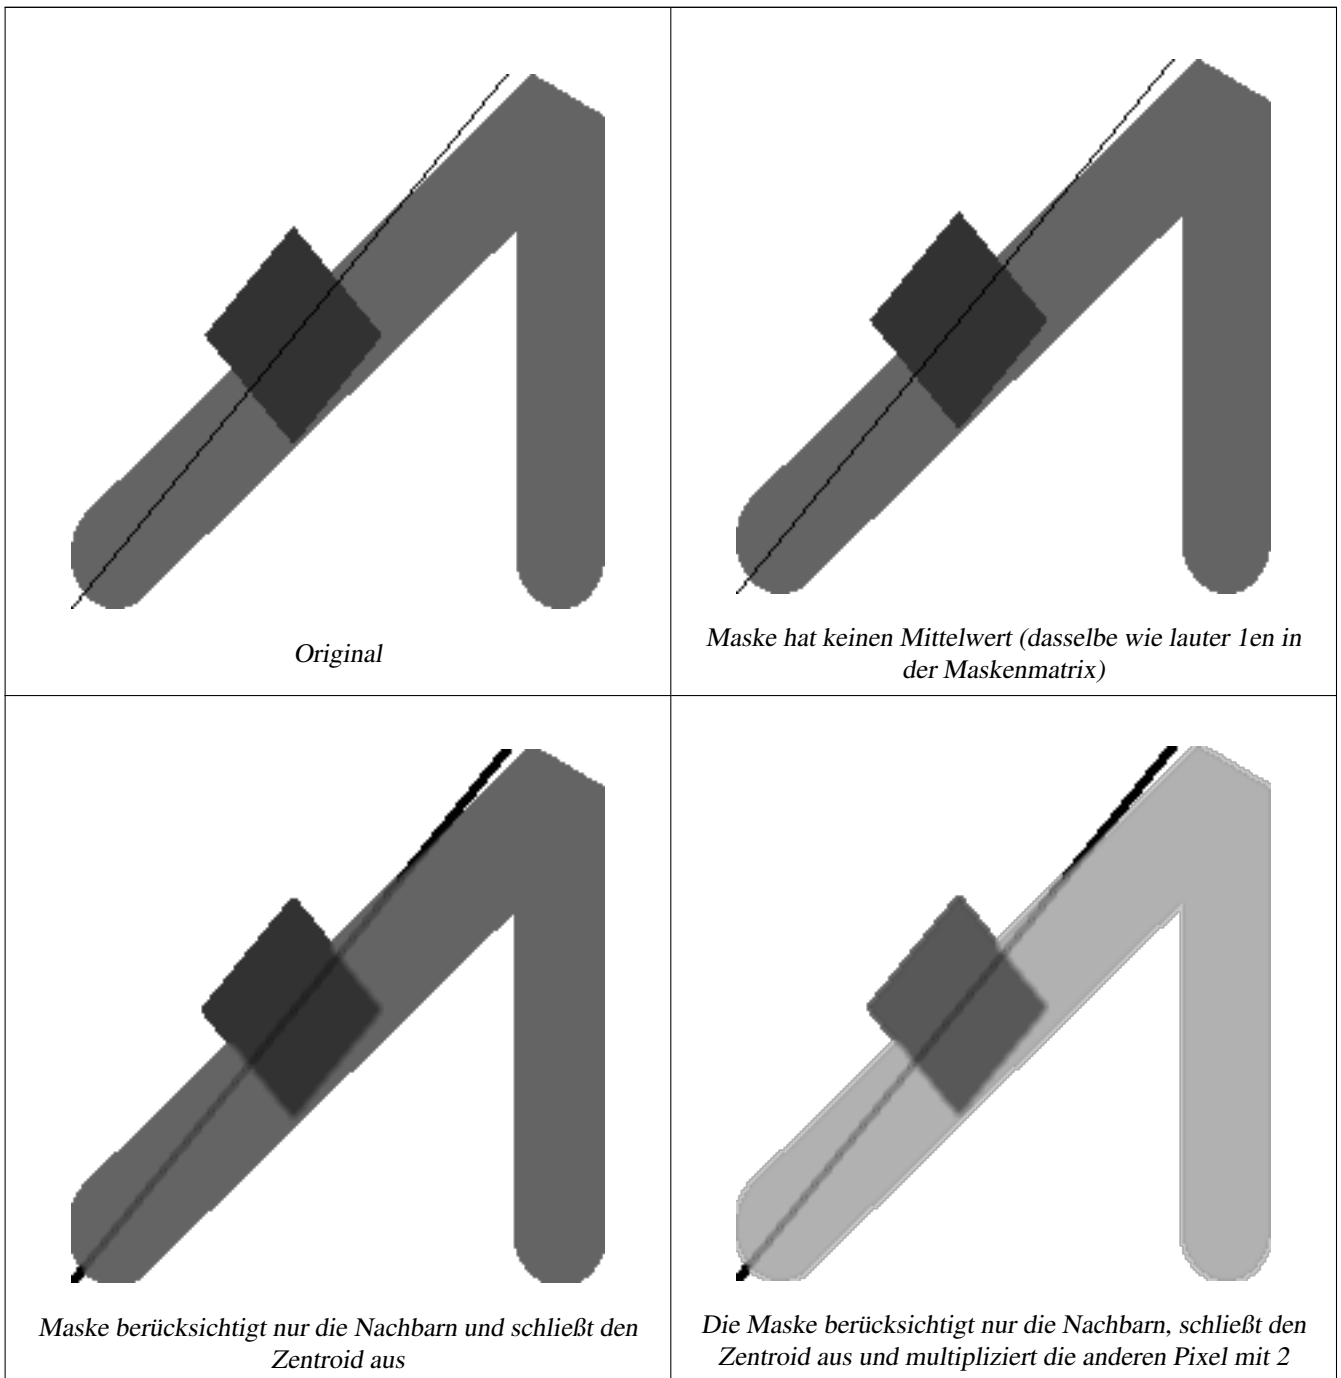 Original
Maske hat keinen Mittelwert (dasselbe wie lauter 1en in
der Maskenmatrix)
Maske berücksichtigt nur die Nachbarn und schließt den
Zentroid aus
Die Maske berücksichtigt nur die Nachbarn, schließt den
Zentroid aus und multipliziert die anderen Pixel mit 2